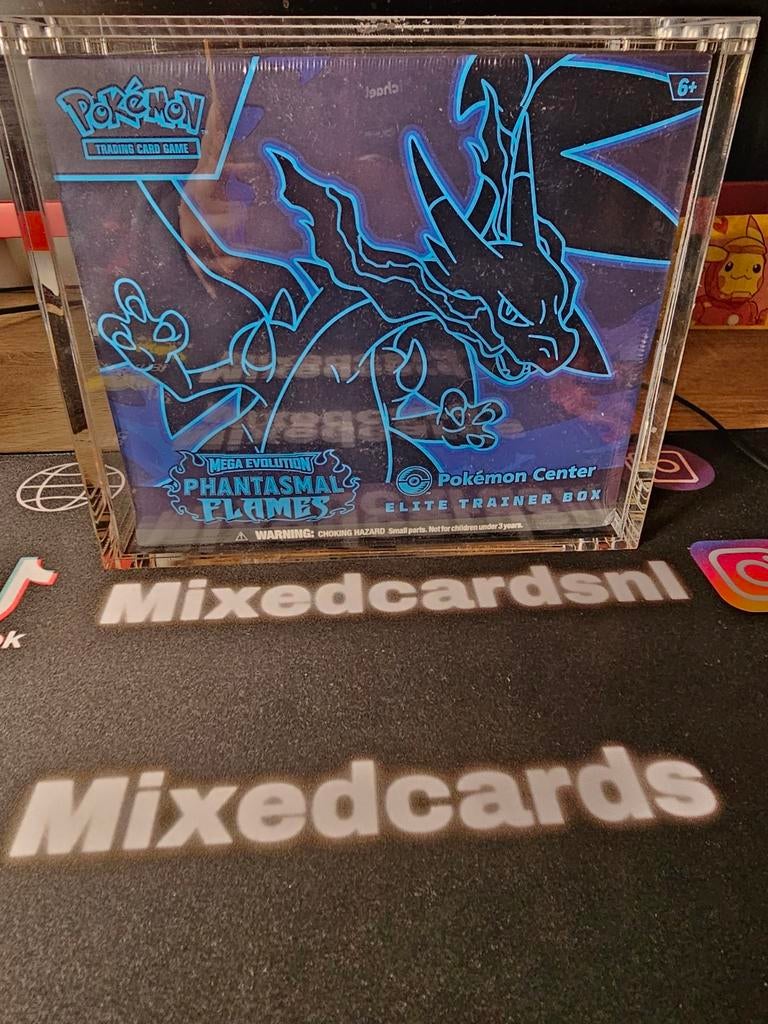 POKéMON
TRADING CARD GAME
6+
MEGA EVOLUTION
PHANTASMAL
FLAMES
Pokémon Center
ELITE TRAINER BOX
WARNING: CHOKING HAZARD Small parts. Not for children under 3 years.
Mixedcardsnl
Mixedcards